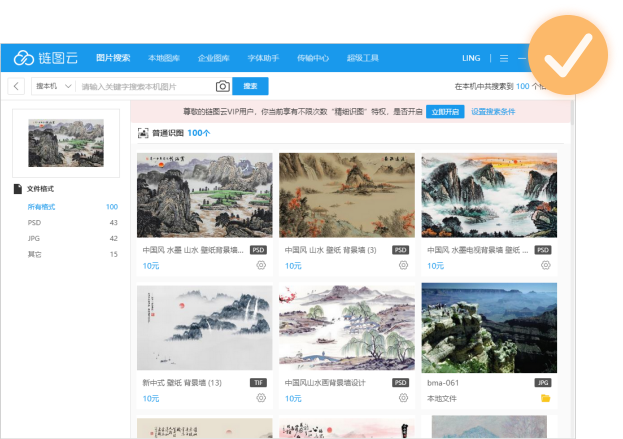 链图云 图片搜索 本地图库 企业图库 字体助手 传输中心 超级工具 LING
搜本机 请输入关键字搜索本机图片 搜索 在本机中共搜索到 100 个
尊敬的链图云VIP用户，你当前享有不限次数“精细识图”特权，是否开启 立即开启 设置搜索条件
普通识图 100个
文件格式
所有格式 100
PSD 43
JPG 42
其它 15
中国风 水墨 山水 壁纸背景墙... PSD
10元
中国风 山水 壁纸 背景墙 (3) PSD
10元
中国风 水墨电视背景墙 壁纸 ... PSD
10元
新中式 壁纸 背景墙 (13) TIF
10元
中国风山水画背景墙设计 PSD
10元
bma-061 JPG
本地文件